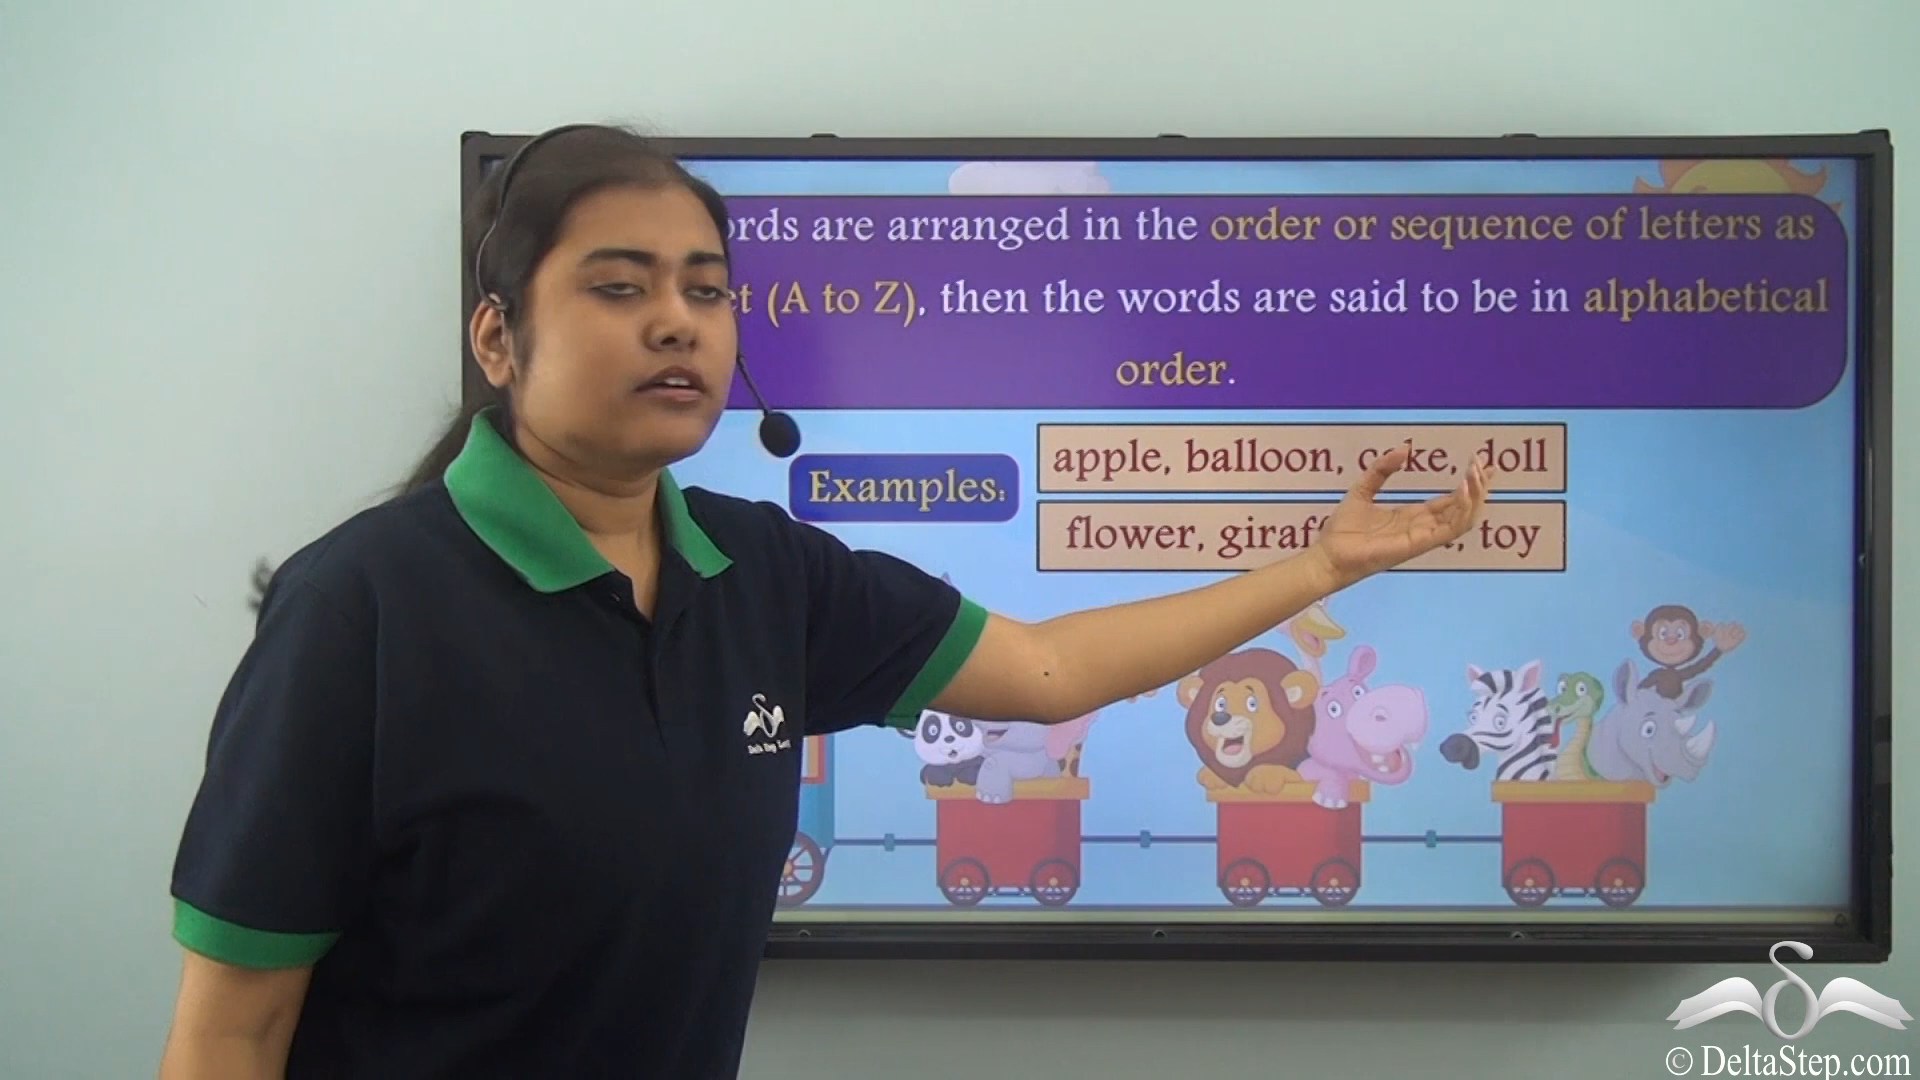 are arranged in the order or sequence of letters as
(A to Z), then the words are said to be in alphabetical
order.
Examples:
apple, balloon, cake, doll
flower, toy
© DeltaStep.com